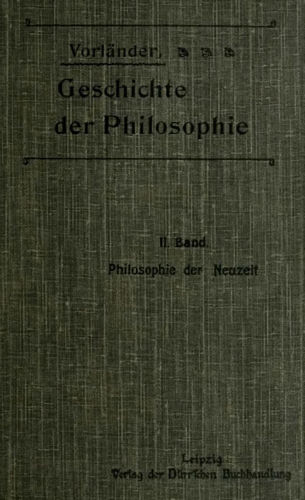 Vorländer,
Geschichte
der Philosophie
II. Band.
Philosophie der Neuzeit
Leipzig
Verlag der Dürr'schen Buchhandlung